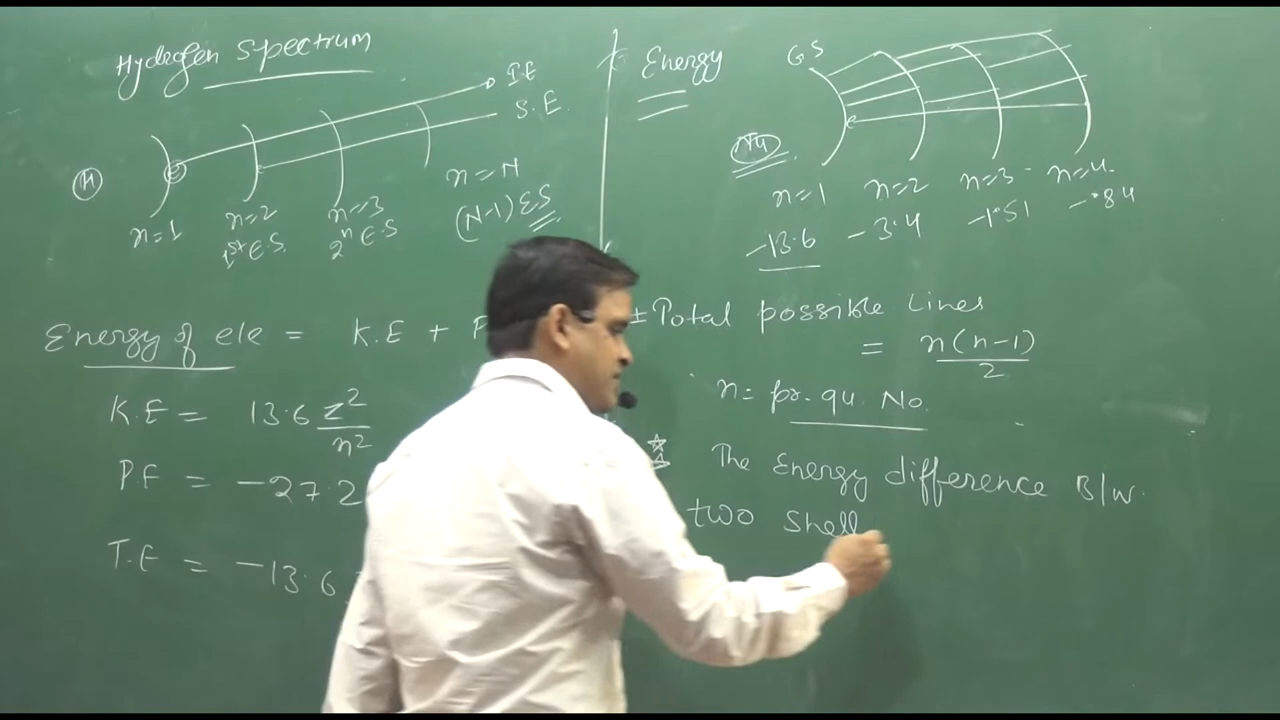 Hydrogen Spectrum
I.E
S.E.
H
n=1
n=2
1st E.S.
n=3
2n E.S
n=N
(N-1) ES
Energy of ele = K.E + P
K.E = 13.6 z²/n²
P.E = -27.2
T.E = -13.6
Energy
G S
n=1 n=2 n=3 n=4
-13.6 -3.4 -1.51 -.84
Total possible Lines
= n(n-1)/2
n= pr. qu. No.
The Energy difference B/W.
two Shell